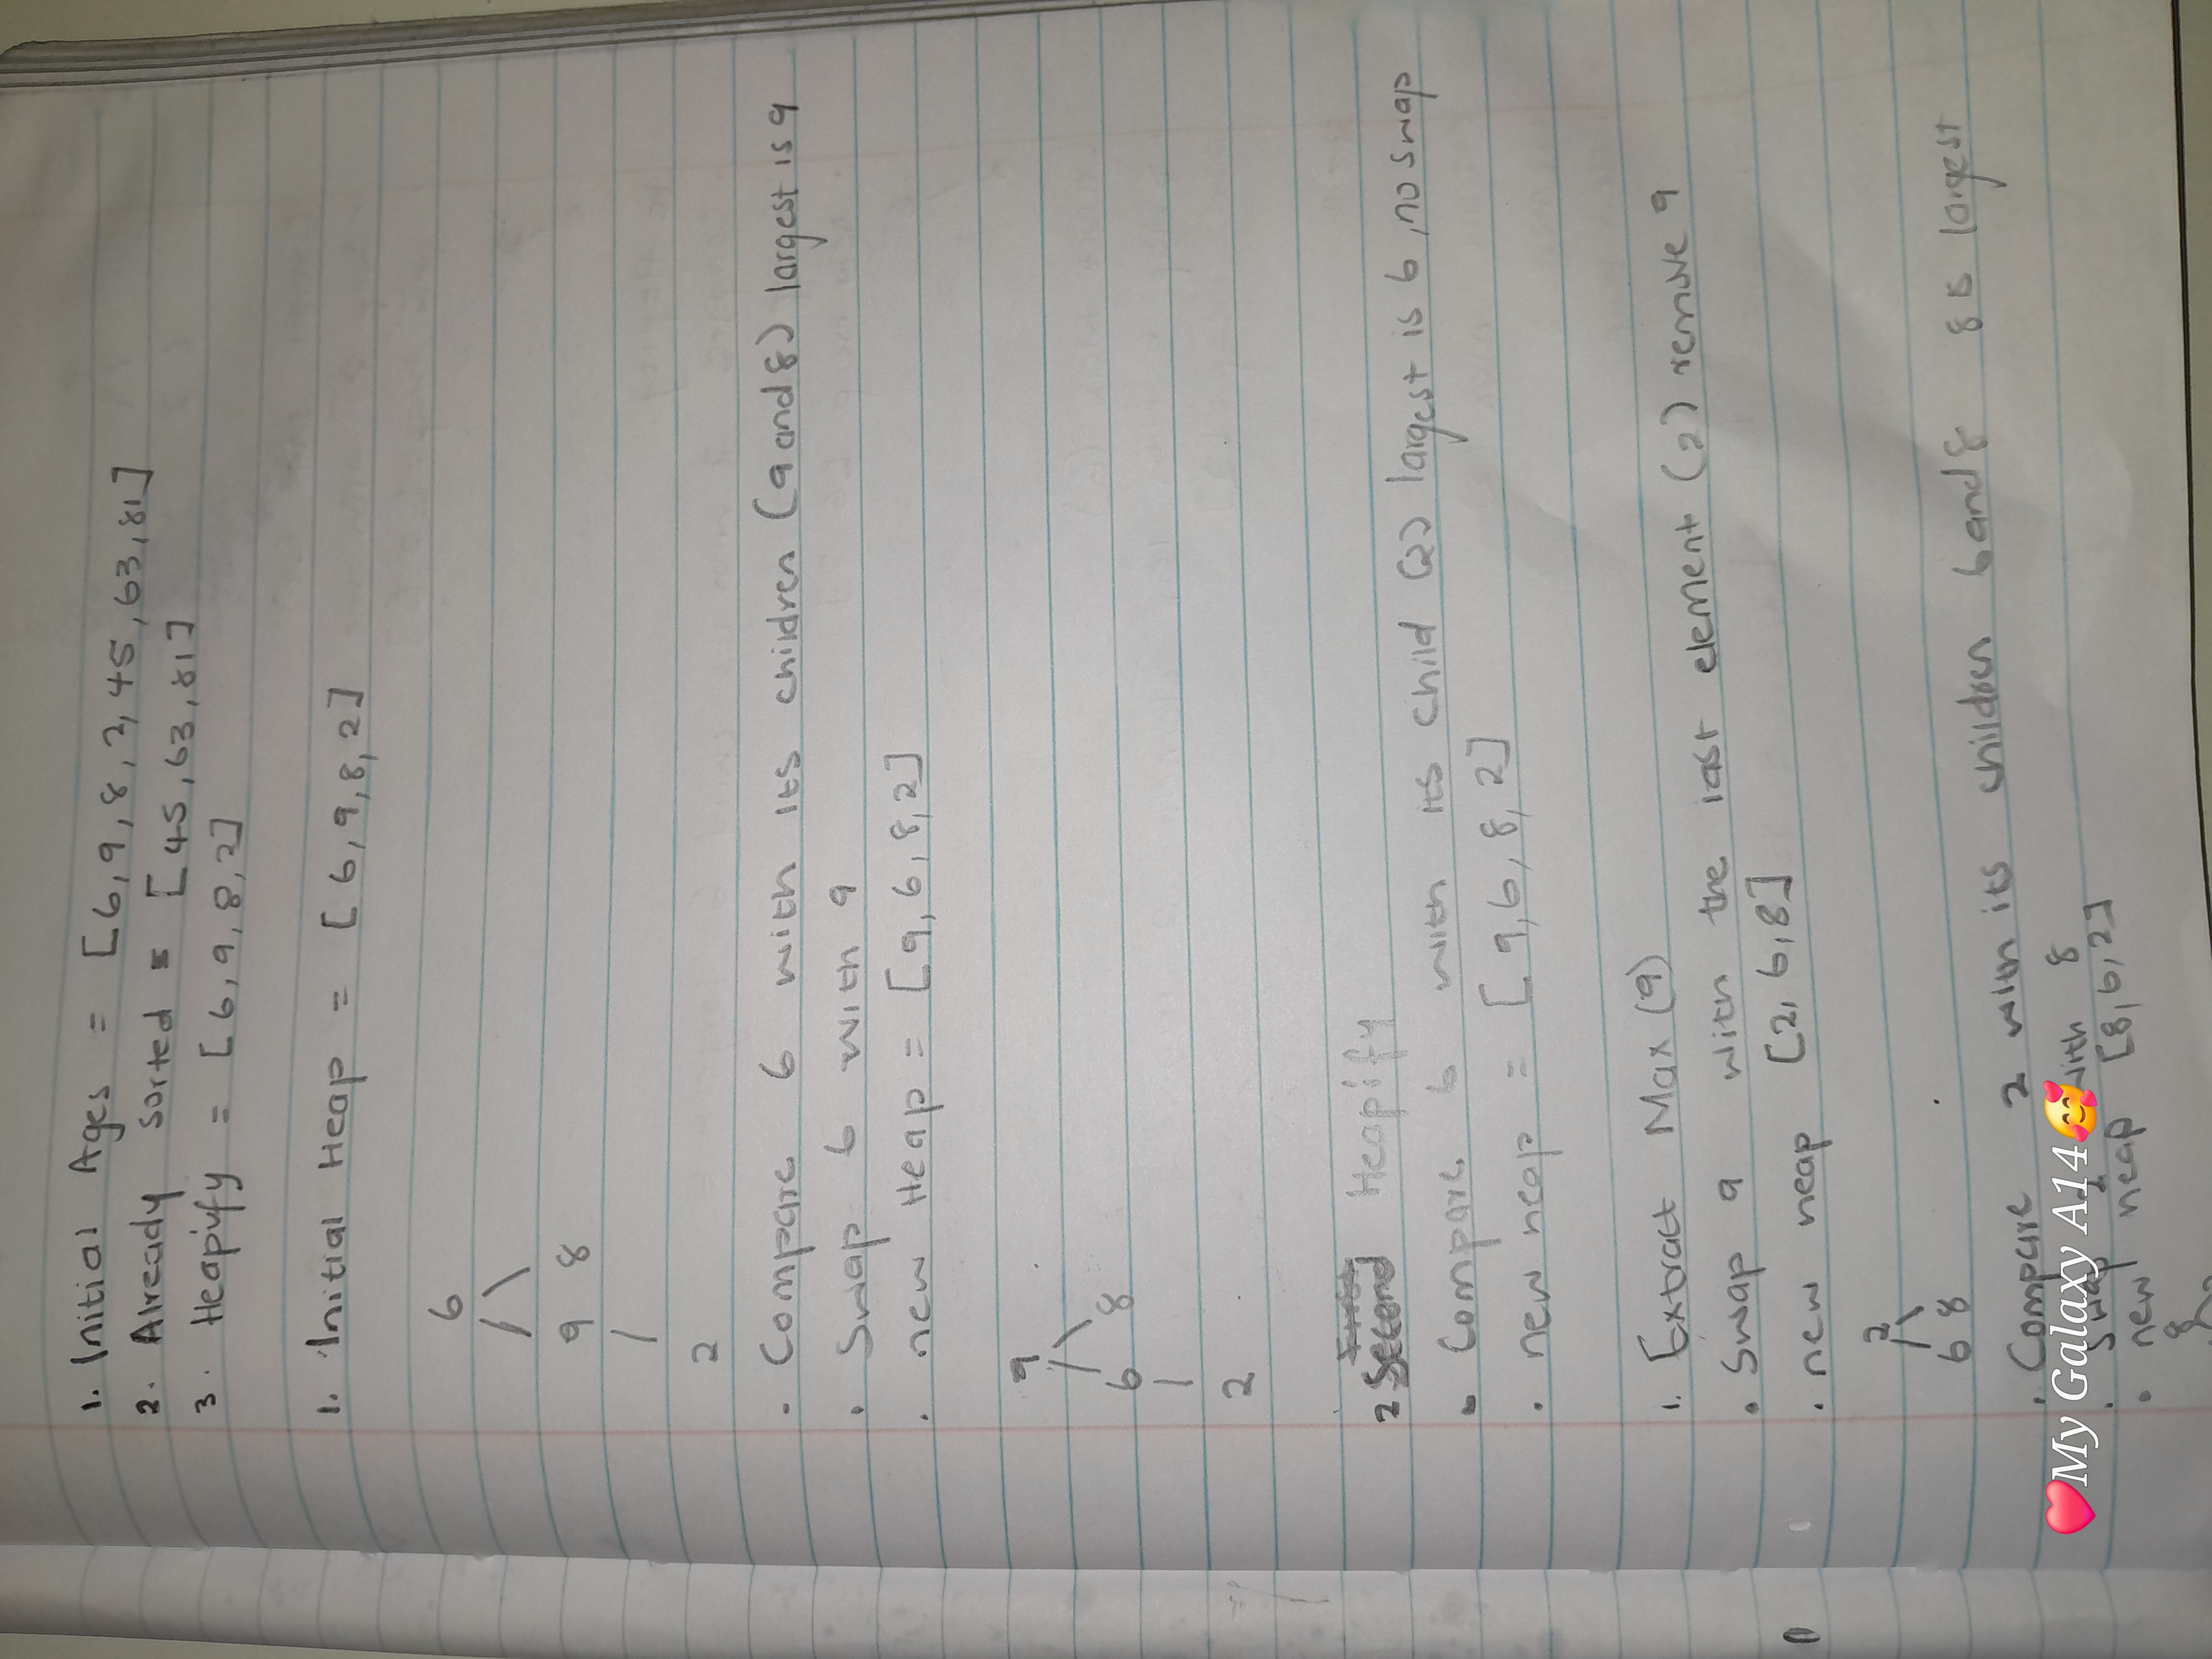 1. Initial Ages = [6, 9, 8, 2, 45, 63, 81]
2. Already sorted = [45, 63, 81]
3. Heapify = [6, 9, 8, 2]
1. Initial Heap = [6, 9, 8, 2]
6
9 8
2
- Compare 6 with its children (9 and 8) largest is 9
• Swap 6 with 9
• new Heap = [9, 6, 8, 2]
9
6 8
2
2 Second Heapify
• Compare 6 with its child (2) largest is 6, no swap
• new heap = [9, 6, 8, 2]
1. Extract Max (9)
• Swap 9 with the last element (2) remove 9
• new heap [2, 6, 8]
2
6 8
• Compare 2 with its children 6 and 8 8 is largest
❤️My Galaxy A14🥰
• Swap 2 with 8
• new heap [8, 6, 2]
8